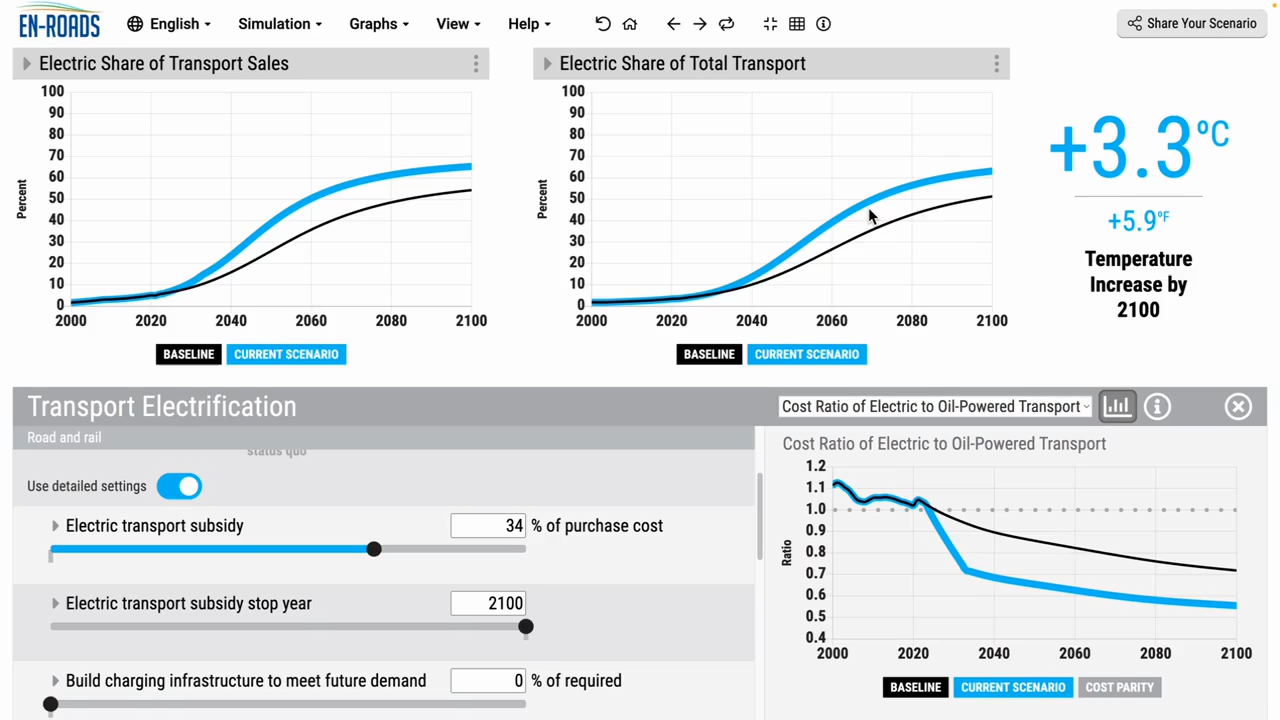 EN-ROADS
English
Simulation
Graphs
View
Help
Share Your Scenario
Electric Share of Transport Sales
100
90
80
70
60
50
40
30
20
10
0
Percent
2000 2020 2040 2060 2080 2100
BASELINE CURRENT SCENARIO
Electric Share of Total Transport
100
90
80
70
60
50
40
30
20
10
0
Percent
2000 2020 2040 2060 2080 2100
BASELINE CURRENT SCENARIO
+3.3°C
+5.9°F
Temperature
Increase by
2100
Transport Electrification
Cost Ratio of Electric to Oil-Powered Transport
Road and rail
status quo
Use detailed settings
Electric transport subsidy 34 % of purchase cost
Electric transport subsidy stop year 2100
Build charging infrastructure to meet future demand 0 % of required
Cost Ratio of Electric to Oil-Powered Transport
1.2
1.1
1.0
0.9
0.8
0.7
0.6
0.5
0.4
Ratio
2000 2020 2040 2060 2080 2100
BASELINE CURRENT SCENARIO COST PARITY